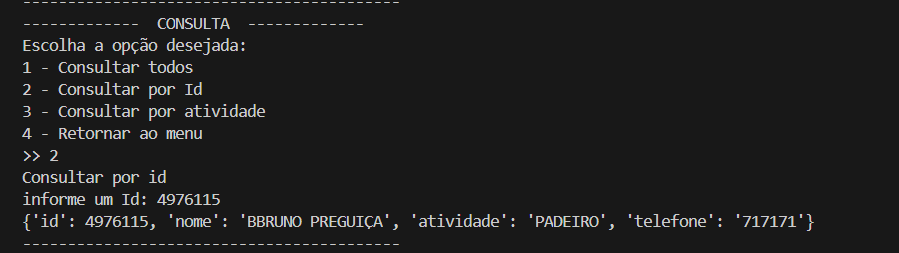 ------------------------------------------
-------------  CONSULTA  -------------
Escolha a opção desejada:
1 - Consultar todos
2 - Consultar por Id
3 - Consultar por atividade
4 - Retornar ao menu
>> 2
Consultar por id
informe um Id: 4976115
{'id': 4976115, 'nome': 'BBRUNO PREGUIÇA', 'atividade': 'PADEIRO', 'telefone': '717171'}
------------------------------------------